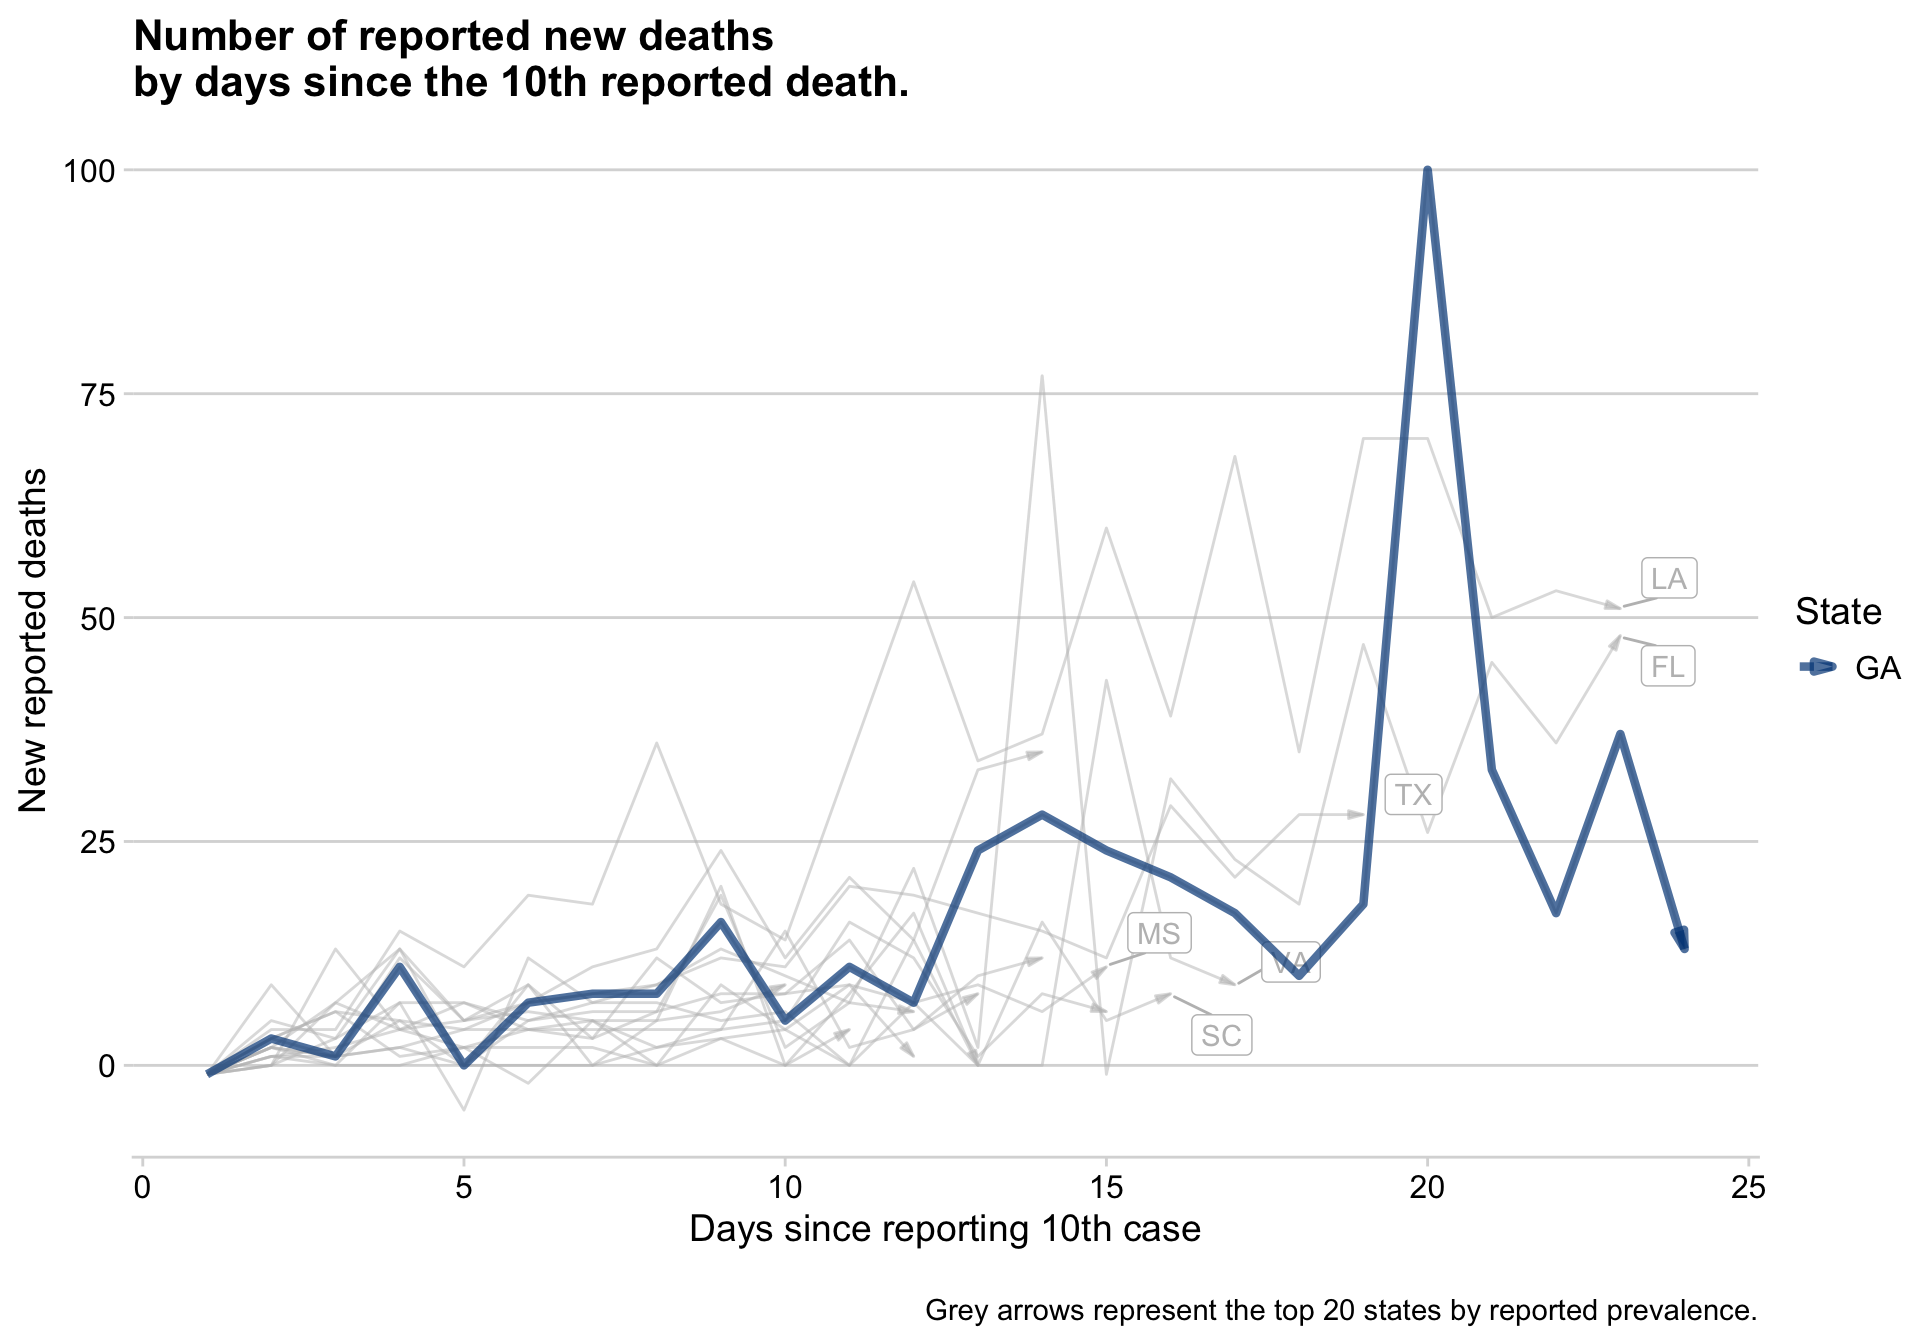 Number of reported new deaths
by days since the 10th reported death.
New reported deaths
100
75
50
25
0
LA
FL
TX
MS
VA
SC
State
GA
0 5 10 15 20 25
Days since reporting 10th case
Grey arrows represent the top 20 states by reported prevalence.